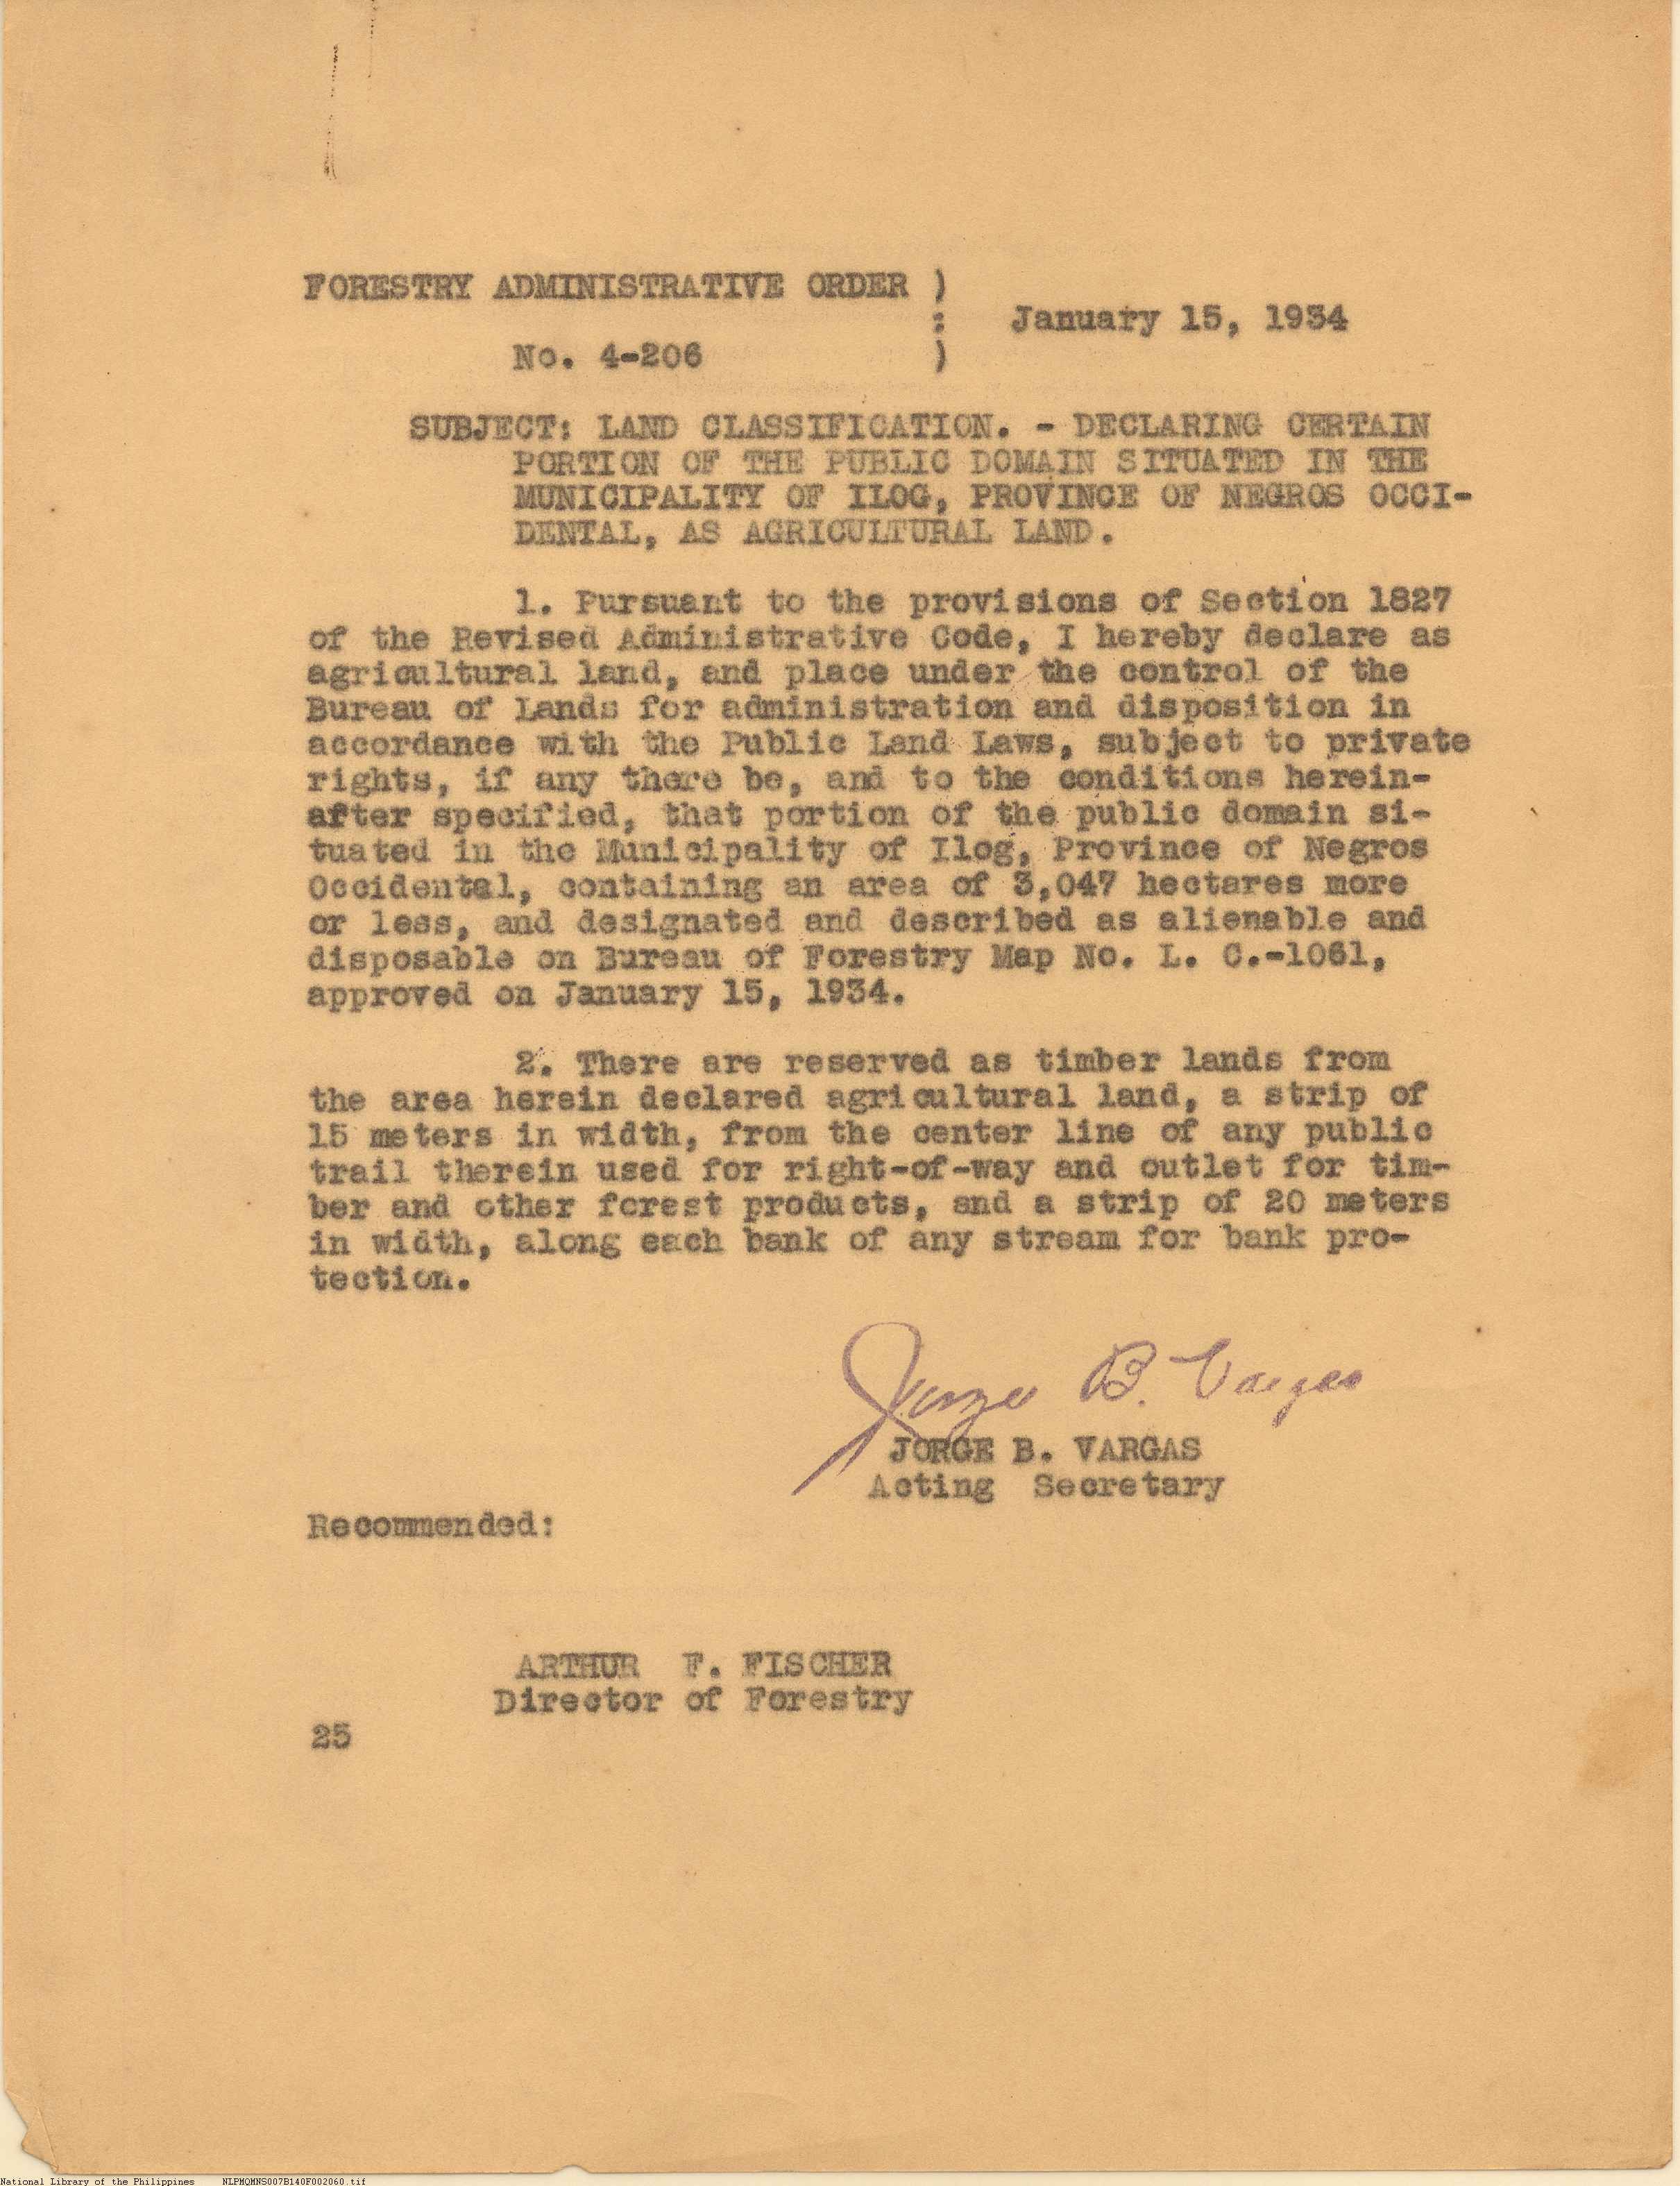 FORESTRY ADMINISTRATIVE ORDER )
: January 15, 1934
No. 4-206 )
SUBJECT: LAND CLASSIFICATION. - DECLARING CERTAIN
PORTION OF THE PUBLIC DOMAIN SITUATED IN THE
MUNICIPALITY OF ILOG, PROVINCE OF NEGROS OCCI-
DENTAL, AS AGRICULTURAL LAND.
1. Pursuant to the provisions of Section 1827
of the Revised Administrative Code, I hereby declare as
agricultural land, and place under the control of the
Bureau of Lands for administration and disposition in
accordance with the Public Land Laws, subject to private
rights, if any there be, and to the conditions herein-
after specified, that portion of the public domain si-
tuated in the Municipality of Ilog, Province of Negros
Occidental, containing an area of 3,047 hectares more
or less, and designated and described as alienable and
disposable on Bureau of Forestry Map No. L. C.-1061,
approved on January 15, 1934.
2. There are reserved as timber lands from
the area herein declared agricultural land, a strip of
15 meters in width, from the center line of any public
trail therein used for right-of-way and outlet for tim-
ber and other forest products, and a strip of 20 meters
in width, along each bank of any stream for bank pro-
tection.
Jorge B. Vargas
JORGE B. VARGAS
Acting Secretary
Recommended:
ARTHUR F. FISCHER
Director of Forestry
25
National Library of the Philippines NLPMQMNS007B140F002060.tif